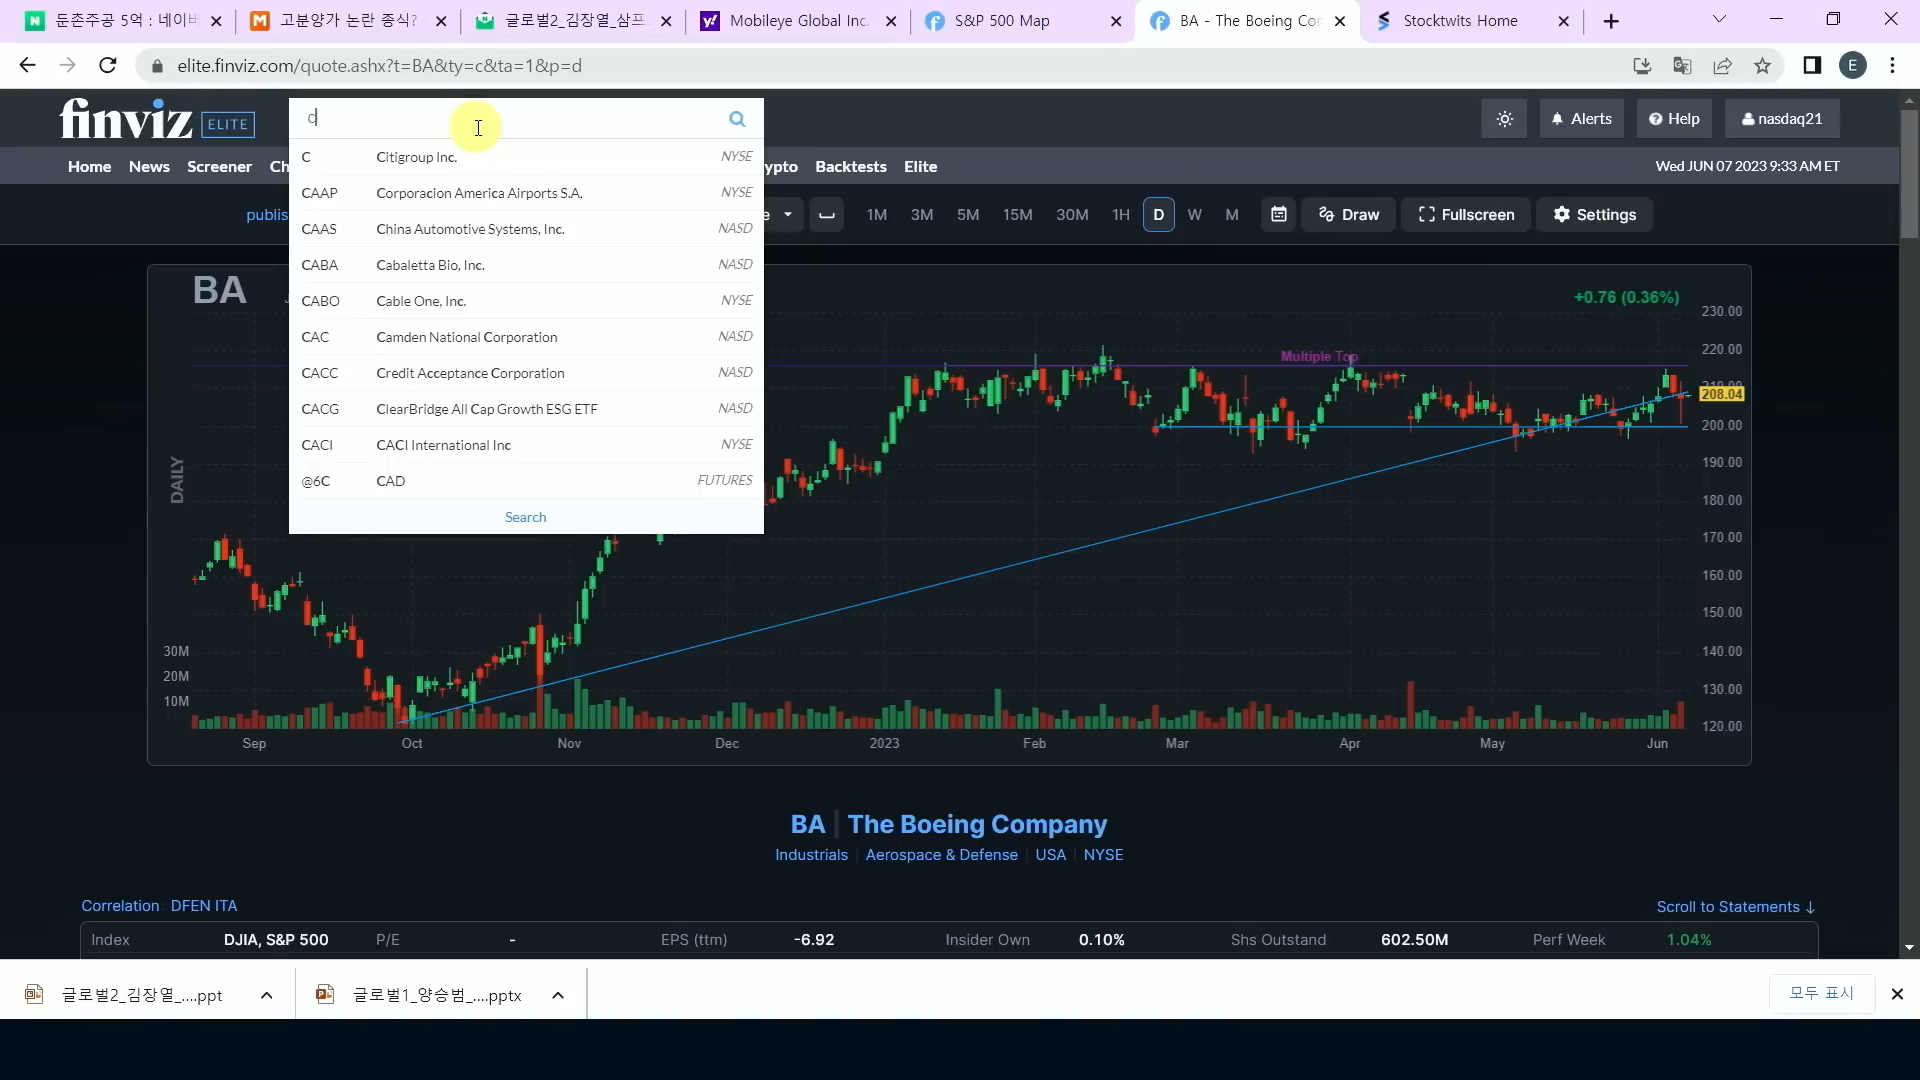 둔촌주공 5억 : 네이버
고분양가 논란 종식?
글로벌2_김장열_삼프
Mobileye Global Inc.
S&P 500 Map
BA - The Boeing Cor
Stocktwits Home
elite.finviz.com/quote.ashx?t=BA&ty=c&ta=1&p=d
E
finviz ELITE
c
Alerts
Help
nasdaq21
Home News Screener Ch
ypto Backtests Elite
Wed JUN 07 2023 9:33 AM ET
publis
e
1M 3M 5M 15M 30M 1H D W M
Draw
Fullscreen
Settings
C Citigroup Inc. NYSE
CAAP Corporacion America Airports S.A. NYSE
CAAS China Automotive Systems, Inc. NASD
CABA Cabaletta Bio, Inc. NASD
CABO Cable One, Inc. NYSE
CAC Camden National Corporation NASD
CACC Credit Acceptance Corporation NASD
CACG ClearBridge All Cap Growth ESG ETF NASD
CACI CACI International Inc NYSE
@6C CAD FUTURES
Search
BA
+0.76 (0.36%)
Multiple Top
DAILY
230.00
220.00
210.00
208.04
200.00
190.00
180.00
170.00
160.00
150.00
140.00
130.00
120.00
30M
20M
10M
Sep Oct Nov Dec 2023 Feb Mar Apr May Jun
BA The Boeing Company
Industrials Aerospace & Defense USA NYSE
Correlation DFEN ITA
Scroll to Statements ↓
Index DJIA, S&P 500 P/E - EPS (ttm) -6.92 Insider Own 0.10% Shs Outstand 602.50M Perf Week 1.04%
글로벌2_김장열_....ppt
글로벌1_양승범_....pptx
모두 표시